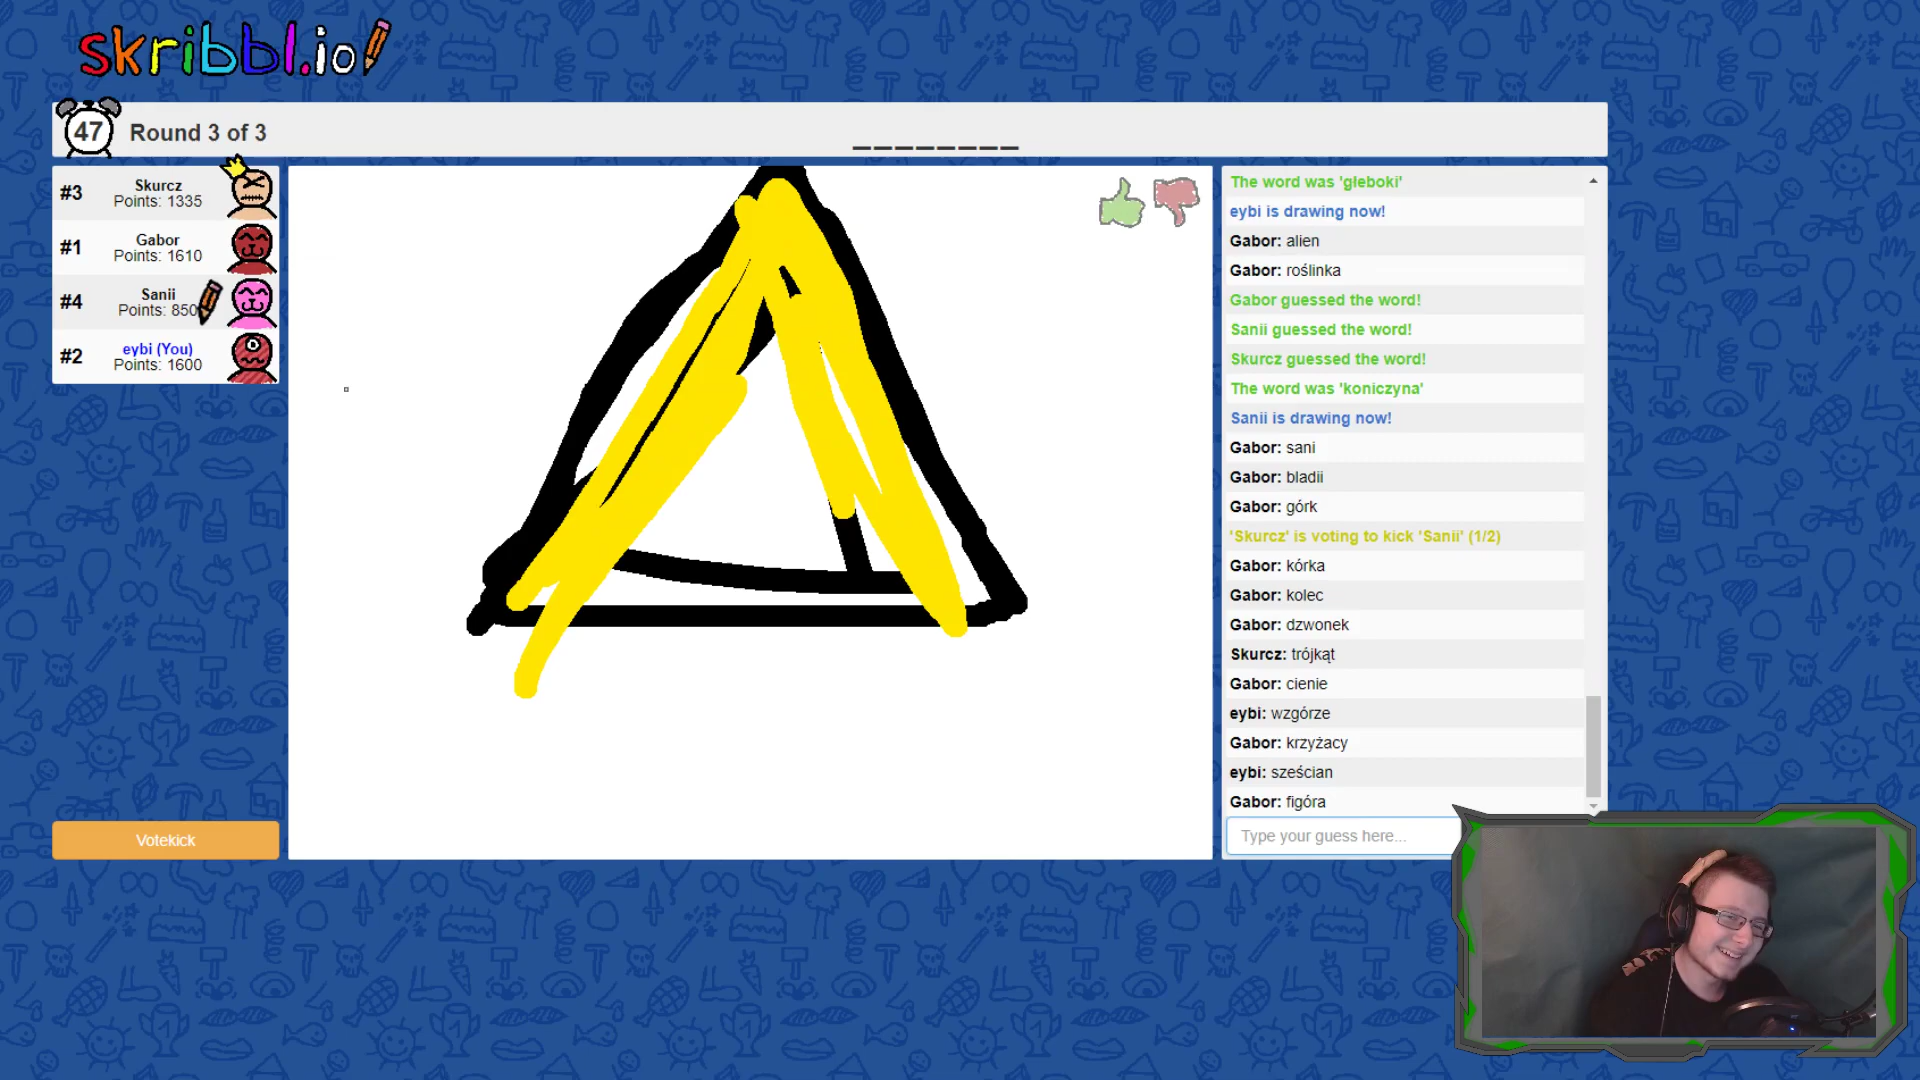 skribbl.io
47
Round 3 of 3
________
#3
Skurcz
Points: 1335
#1
Gabor
Points: 1610
#4
Sanii
Points: 850
#2
eybi (You)
Points: 1600
Votekick
The word was 'głeboki'
eybi is drawing now!
Gabor: alien
Gabor: roślinka
Gabor guessed the word!
Sanii guessed the word!
Skurcz guessed the word!
The word was 'koniczyna'
Sanii is drawing now!
Gabor: sani
Gabor: bladii
Gabor: górk
'Skurcz' is voting to kick 'Sanii' (1/2)
Gabor: kórka
Gabor: kolec
Gabor: dzwonek
Skurcz: trójkąt
Gabor: cienie
eybi: wzgórze
Gabor: krzyżacy
eybi: sześcian
Gabor: figóra
Type your guess here...